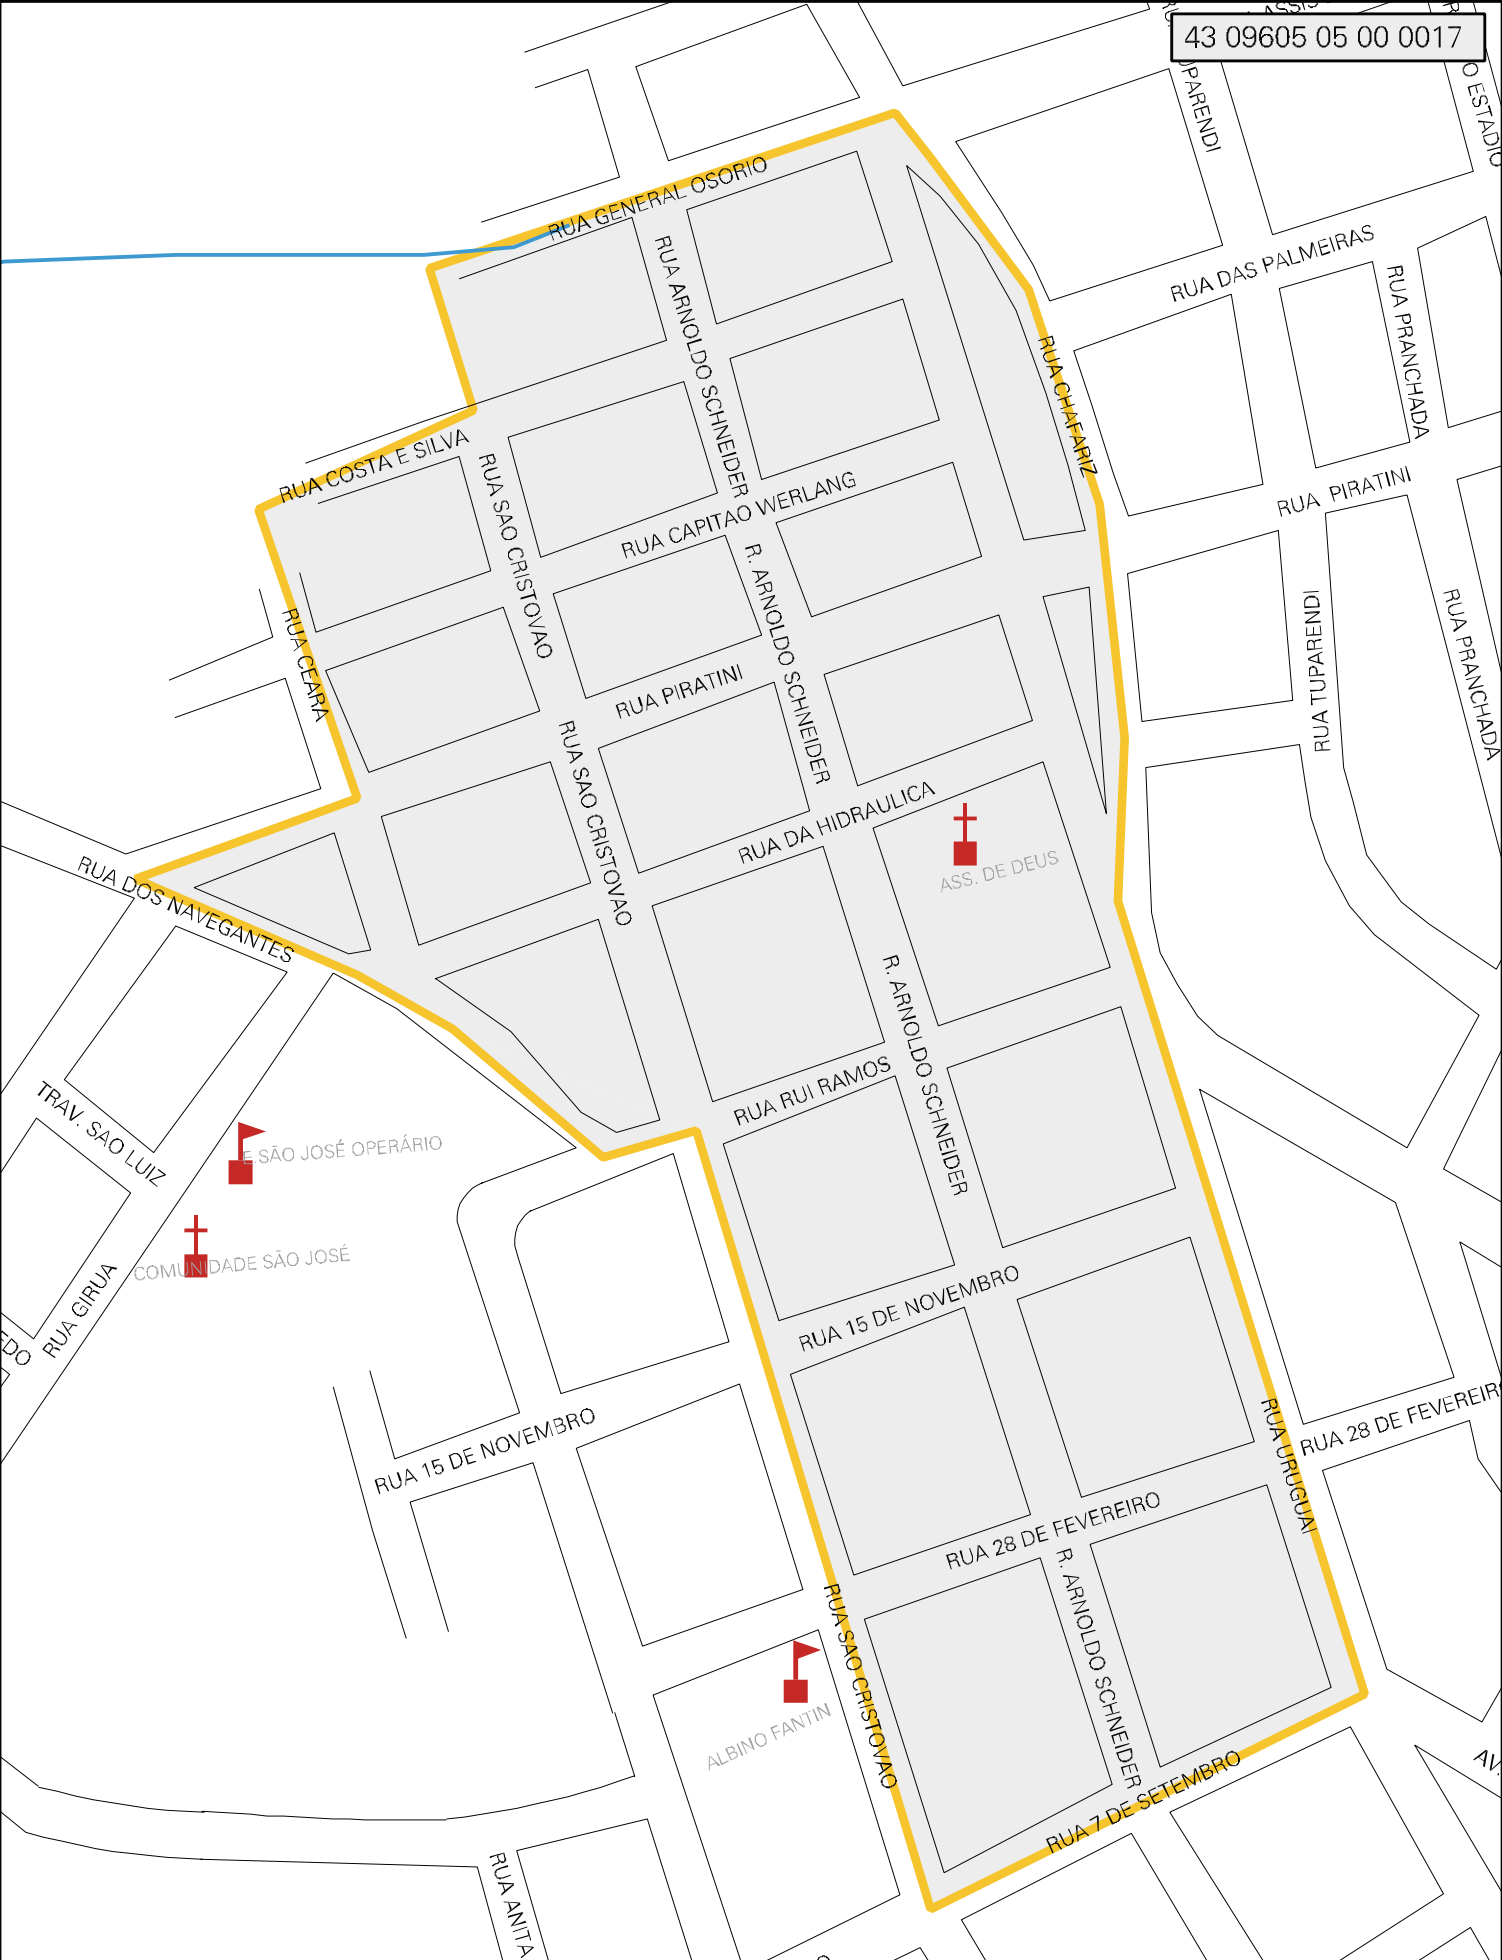 43 09605 05 00 0017
TUPARENDI
ESTADIO
RUA GENERAL OSORIO
RUA DAS PALMEIRAS
RUA ARNOLDO SCHNEIDER
RUA PRANCHADA
RUA CHAFARIZ
RUA COSTA E SILVA
RUA SAO CRISTOVAO
RUA CAPITAO WERLANG
RUA PIRATINI
R. ARNOLDO SCHNEIDER
RUA TUPARENDI
RUA PRANCHADA
RUA CEARA
RUA PIRATINI
RUA SAO CRISTOVAO
RUA DA HIDRAULICA
ASS. DE DEUS
RUA DOS NAVEGANTES
R. ARNOLDO SCHNEIDER
RUA RUI RAMOS
TRAV. SAO LUIZ
E.SÃO JOSÉ OPERÁRIO
COMUNIDADE SÃO JOSÉ
RUA GIRUA
EDO
RUA 15 DE NOVEMBRO
RUA 15 DE NOVEMBRO
RUA 28 DE FEVEREIR
RUA URUGUAI
RUA 28 DE FEVEREIRO
R. ARNOLDO SCHNEIDER
RUA SAO CRISTOVAO
ALBINO FANTIN
RUA 7 DE SETEMBRO
AV.
RUA ANITA